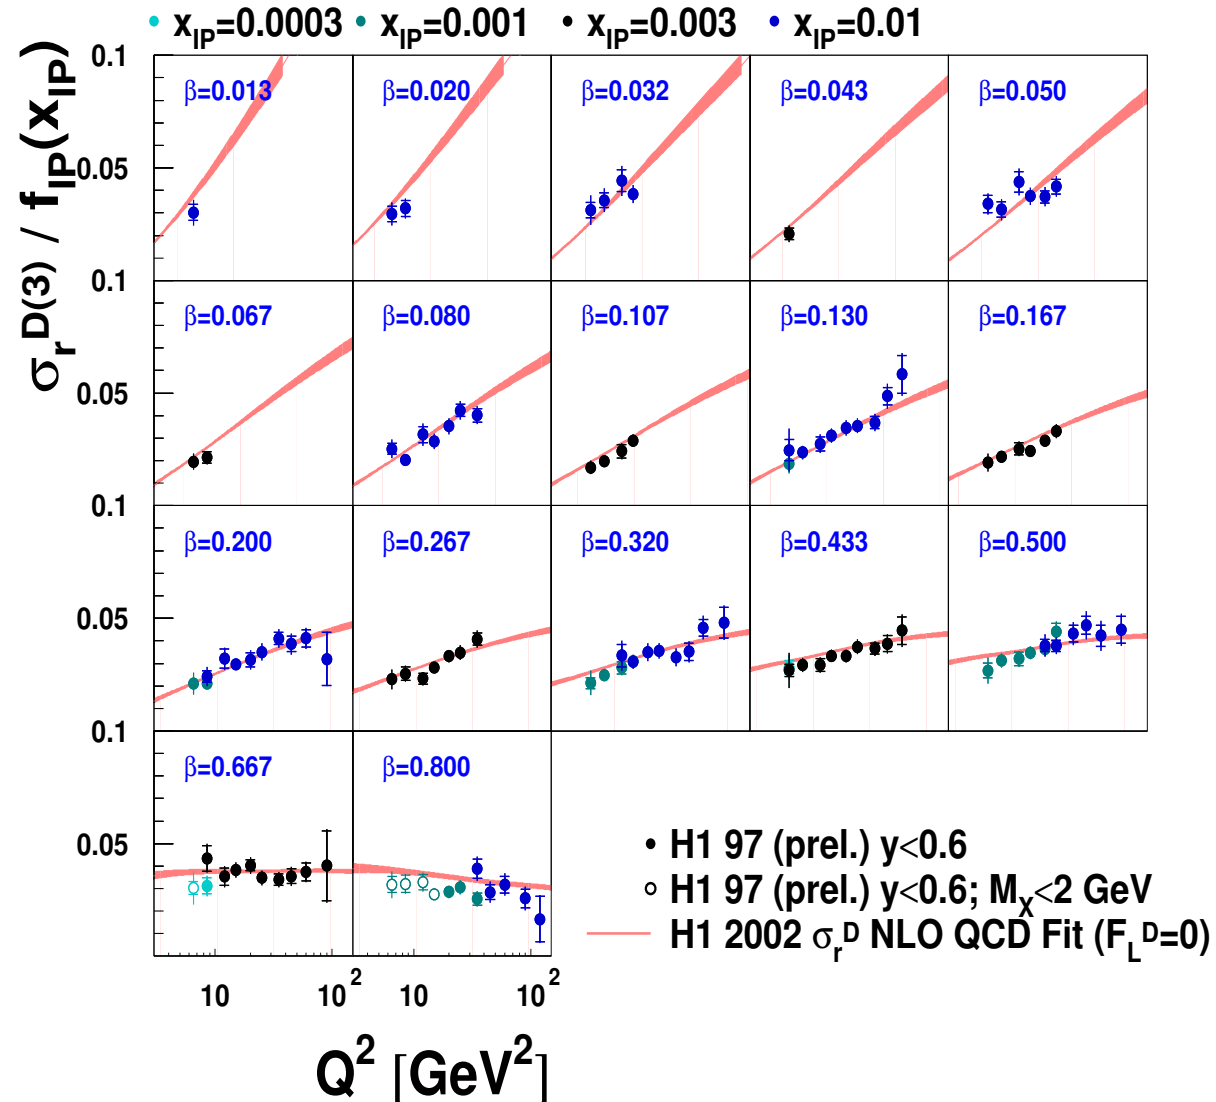 x_IP=0.0003 x_IP=0.001 x_IP=0.003 x_IP=0.01
σ_r^D(3) / f_IP(x_IP)
0.1
β=0.013 β=0.020 β=0.032 β=0.043 β=0.050
0.05
0.1
β=0.067 β=0.080 β=0.107 β=0.130 β=0.167
0.05
0.1
β=0.200 β=0.267 β=0.320 β=0.433 β=0.500
0.05
0.1
β=0.667 β=0.800
0.05
H1 97 (prel.) y<0.6
H1 97 (prel.) y<0.6; M_X<2 GeV
H1 2002 σ_r^D NLO QCD Fit (F_L^D=0)
10 10^2 10 10^2
Q^2 [GeV^2]